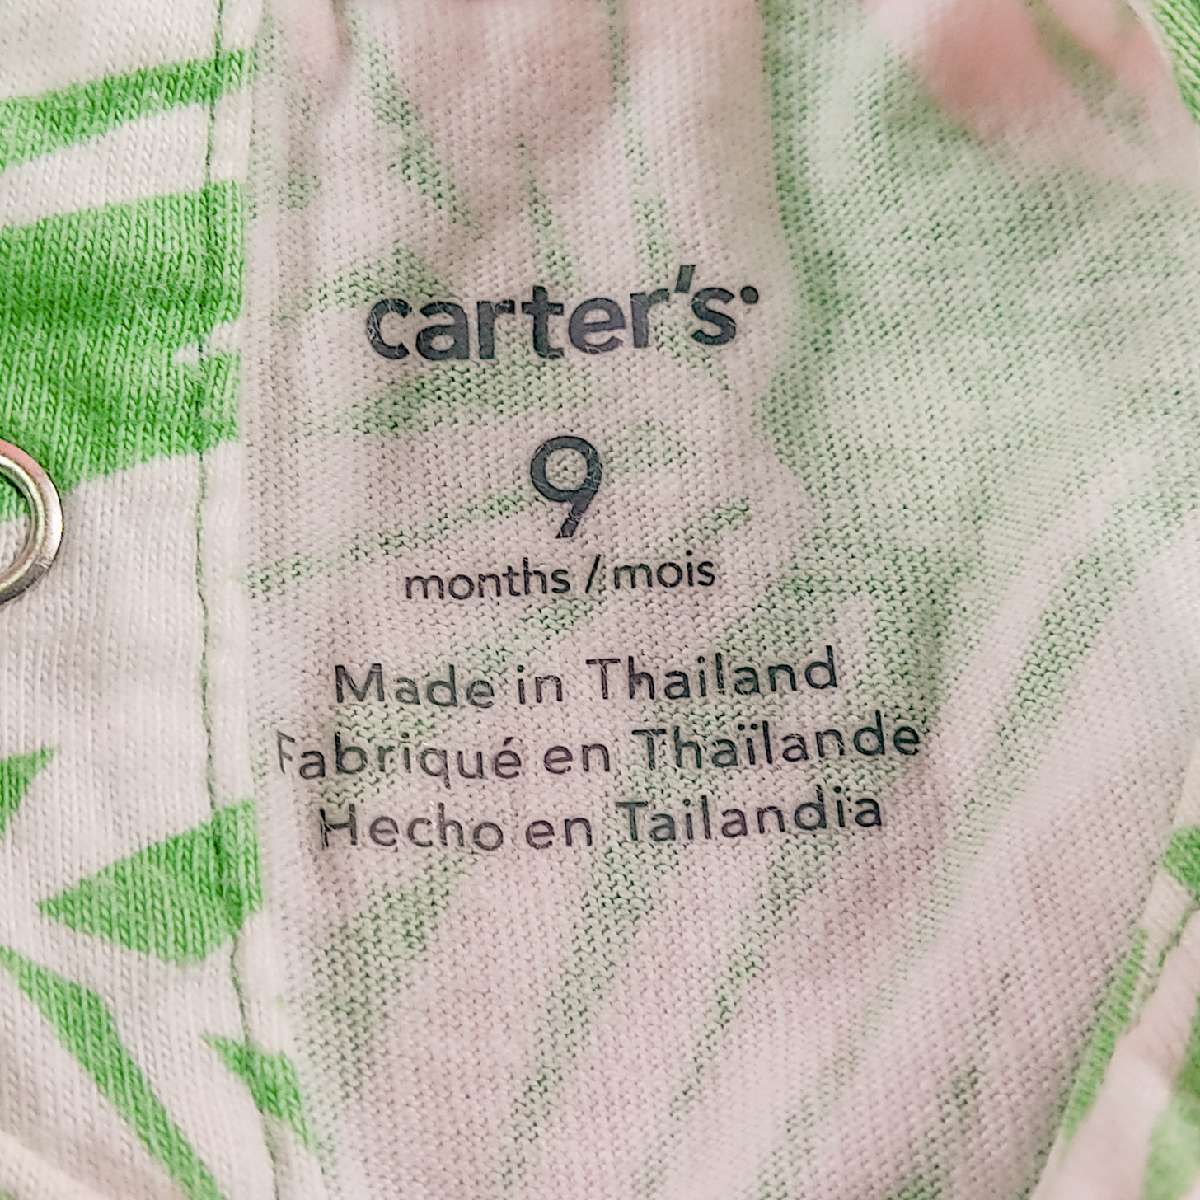 carter's
9
months / mois
Made in Thailand
Fabriqué en Thaïlande
Hecho en Tailandia